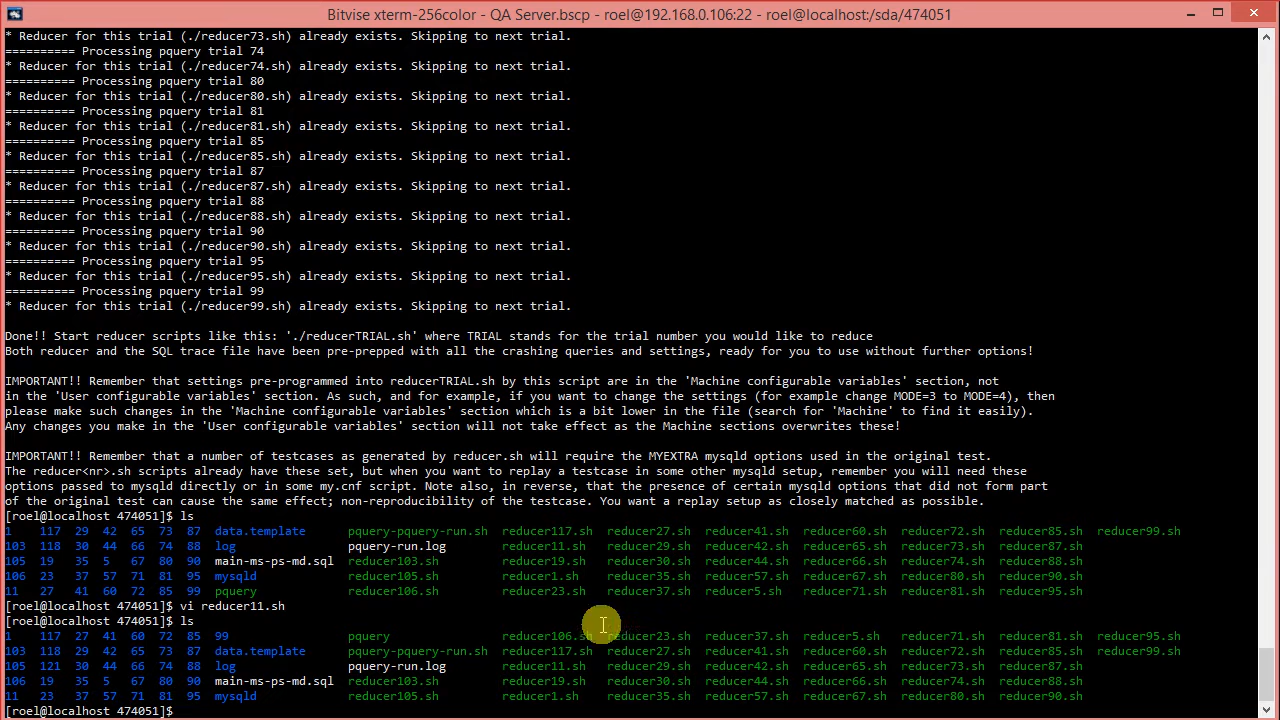 Bitvise xterm-256color - QA Server.bscp - roel@192.168.0.106:22 - roel@localhost:/sda/474051
* Reducer for this trial (./reducer73.sh) already exists. Skipping to next trial.
========== Processing pquery trial 74
* Reducer for this trial (./reducer74.sh) already exists. Skipping to next trial.
========== Processing pquery trial 80
* Reducer for this trial (./reducer80.sh) already exists. Skipping to next trial.
========== Processing pquery trial 81
* Reducer for this trial (./reducer81.sh) already exists. Skipping to next trial.
========== Processing pquery trial 85
* Reducer for this trial (./reducer85.sh) already exists. Skipping to next trial.
========== Processing pquery trial 87
* Reducer for this trial (./reducer87.sh) already exists. Skipping to next trial.
========== Processing pquery trial 88
* Reducer for this trial (./reducer88.sh) already exists. Skipping to next trial.
========== Processing pquery trial 90
* Reducer for this trial (./reducer90.sh) already exists. Skipping to next trial.
========== Processing pquery trial 95
* Reducer for this trial (./reducer95.sh) already exists. Skipping to next trial.
========== Processing pquery trial 99
* Reducer for this trial (./reducer99.sh) already exists. Skipping to next trial.
Done!! Start reducer scripts like this: './reducerTRIAL.sh' where TRIAL stands for the trial number you would like to reduce
Both reducer and the SQL trace file have been pre-prepped with all the crashing queries and settings, ready for you to use without further options!
IMPORTANT!! Remember that settings pre-programmed into reducerTRIAL.sh by this script are in the 'Machine configurable variables' section, not
in the 'User configurable variables' section. As such, and for example, if you want to change the settings (for example change MODE=3 to MODE=4), then
please make such changes in the 'Machine configurable variables' section which is a bit lower in the file (search for 'Machine' to find it easily).
Any changes you make in the 'User configurable variables' section will not take effect as the Machine sections overwrites these!
IMPORTANT!! Remember that a number of testcases as generated by reducer.sh will require the MYEXTRA mysqld options used in the original test.
The reducer<nr>.sh scripts already have these set, but when you want to replay a testcase in some other mysqld setup, remember you will need these
options passed to mysqld directly or in some my.cnf script. Note also, in reverse, that the presence of certain mysqld options that did not form part
of the original test can cause the same effect; non-reproducibility of the testcase. You want a replay setup as closely matched as possible.
[roel@localhost 474051]$ ls
1 117 29 42 65 73 87 data.template pquery-pquery-run.sh reducer117.sh reducer27.sh reducer41.sh reducer60.sh reducer72.sh reducer85.sh reducer99.sh
103 118 30 44 66 74 88 log pquery-run.log reducer11.sh reducer29.sh reducer42.sh reducer65.sh reducer73.sh reducer87.sh
105 19 35 5 67 80 90 main-ms-ps-md.sql reducer103.sh reducer19.sh reducer30.sh reducer44.sh reducer66.sh reducer74.sh reducer88.sh
106 23 37 57 71 81 95 mysqld reducer105.sh reducer1.sh reducer35.sh reducer57.sh reducer67.sh reducer80.sh reducer90.sh
11 27 41 60 72 85 99 pquery reducer106.sh reducer23.sh reducer37.sh reducer5.sh reducer71.sh reducer81.sh reducer95.sh
[roel@localhost 474051]$ vi reducer11.sh
[roel@localhost 474051]$ ls
1 117 27 41 60 72 85 99 pquery reducer106.sh reducer23.sh reducer37.sh reducer5.sh reducer71.sh reducer81.sh reducer95.sh
103 118 29 42 65 73 87 data.template pquery-pquery-run.sh reducer117.sh reducer27.sh reducer41.sh reducer60.sh reducer72.sh reducer85.sh reducer99.sh
105 121 30 44 66 74 88 log pquery-run.log reducer11.sh reducer29.sh reducer42.sh reducer65.sh reducer73.sh reducer87.sh
106 19 35 5 67 80 90 main-ms-ps-md.sql reducer103.sh reducer19.sh reducer30.sh reducer44.sh reducer66.sh reducer74.sh reducer88.sh
11 23 37 57 71 81 95 mysqld reducer105.sh reducer1.sh reducer35.sh reducer57.sh reducer67.sh reducer80.sh reducer90.sh
[roel@localhost 474051]$